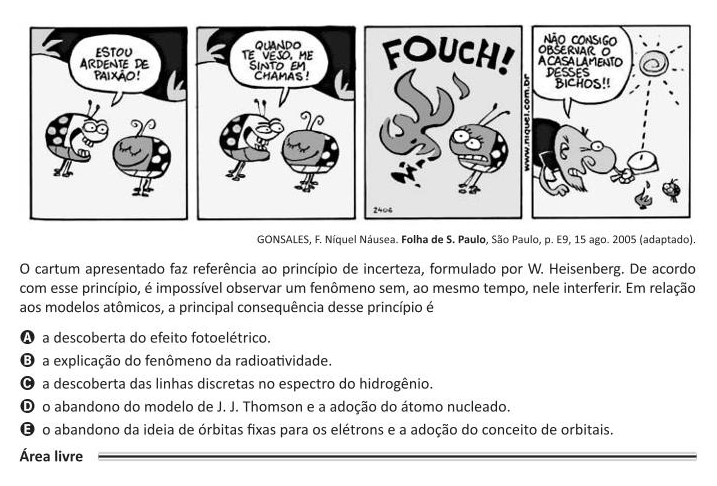 ESTOU
ARDENTE DE
PAIXÃO!
QUANDO
TE VEJO, ME
SINTO EM
CHAMAS!
FOUCH!
2406
www.niquel.com.br
NÃO CONSIGO
OBSERVAR O
ACASALAMENTO
DESSES
BICHOS!!
GONSALES, F. Níquel Náusea. Folha de S. Paulo, São Paulo, p. E9, 15 ago. 2005 (adaptado).
O cartum apresentado faz referência ao princípio de incerteza, formulado por W. Heisenberg. De acordo
com esse princípio, é impossível observar um fenômeno sem, ao mesmo tempo, nele interferir. Em relação
aos modelos atômicos, a principal consequência desse princípio é
A a descoberta do efeito fotoelétrico.
B a explicação do fenômeno da radioatividade.
C a descoberta das linhas discretas no espectro do hidrogênio.
D o abandono do modelo de J. J. Thomson e a adoção do átomo nucleado.
E o abandono da ideia de órbitas fixas para os elétrons e a adoção do conceito de orbitais.
Área livre